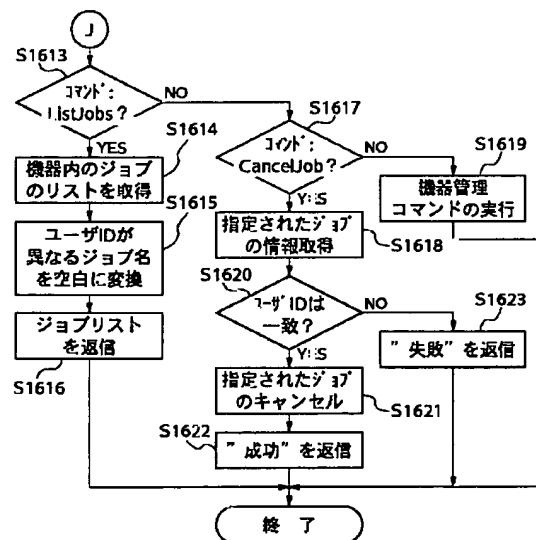 J
S1613
コマンド:
ListJobs?
NO
YES
S1614
機器内のジョブ
のリストを取得
S1615
ユーザIDが
異なるジョブ名
を空白に変換
ジョブリスト
を返信
S1616
S1617
コマンド:
CancelJob?
NO
YES
S1619
機器管理
コマンドの実行
指定されたジョブ
の情報取得
S1618
S1620
ユーザIDは
一致?
NO
YES
S1623
"失敗"を返信
指定されたジョブ
のキャンセル
S1621
S1622
"成功"を返信
終 了